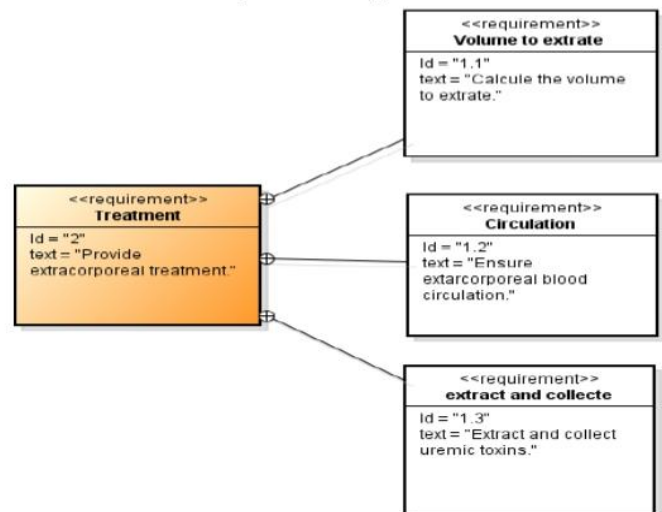 <<requirement>>
Volume to extrate
Id = "1.1"
text = "Calcule the volume
to extrate."
<<requirement>>
Treatment
Id = "2"
text = "Provide
extracorporeal treatment."
<<requirement>>
Circulation
Id = "1.2"
text = "Ensure
extarcorporeal blood
circulation."
<<requirement>>
extract and collecte
Id = "1.3"
text = "Extract and collect
uremic toxins."